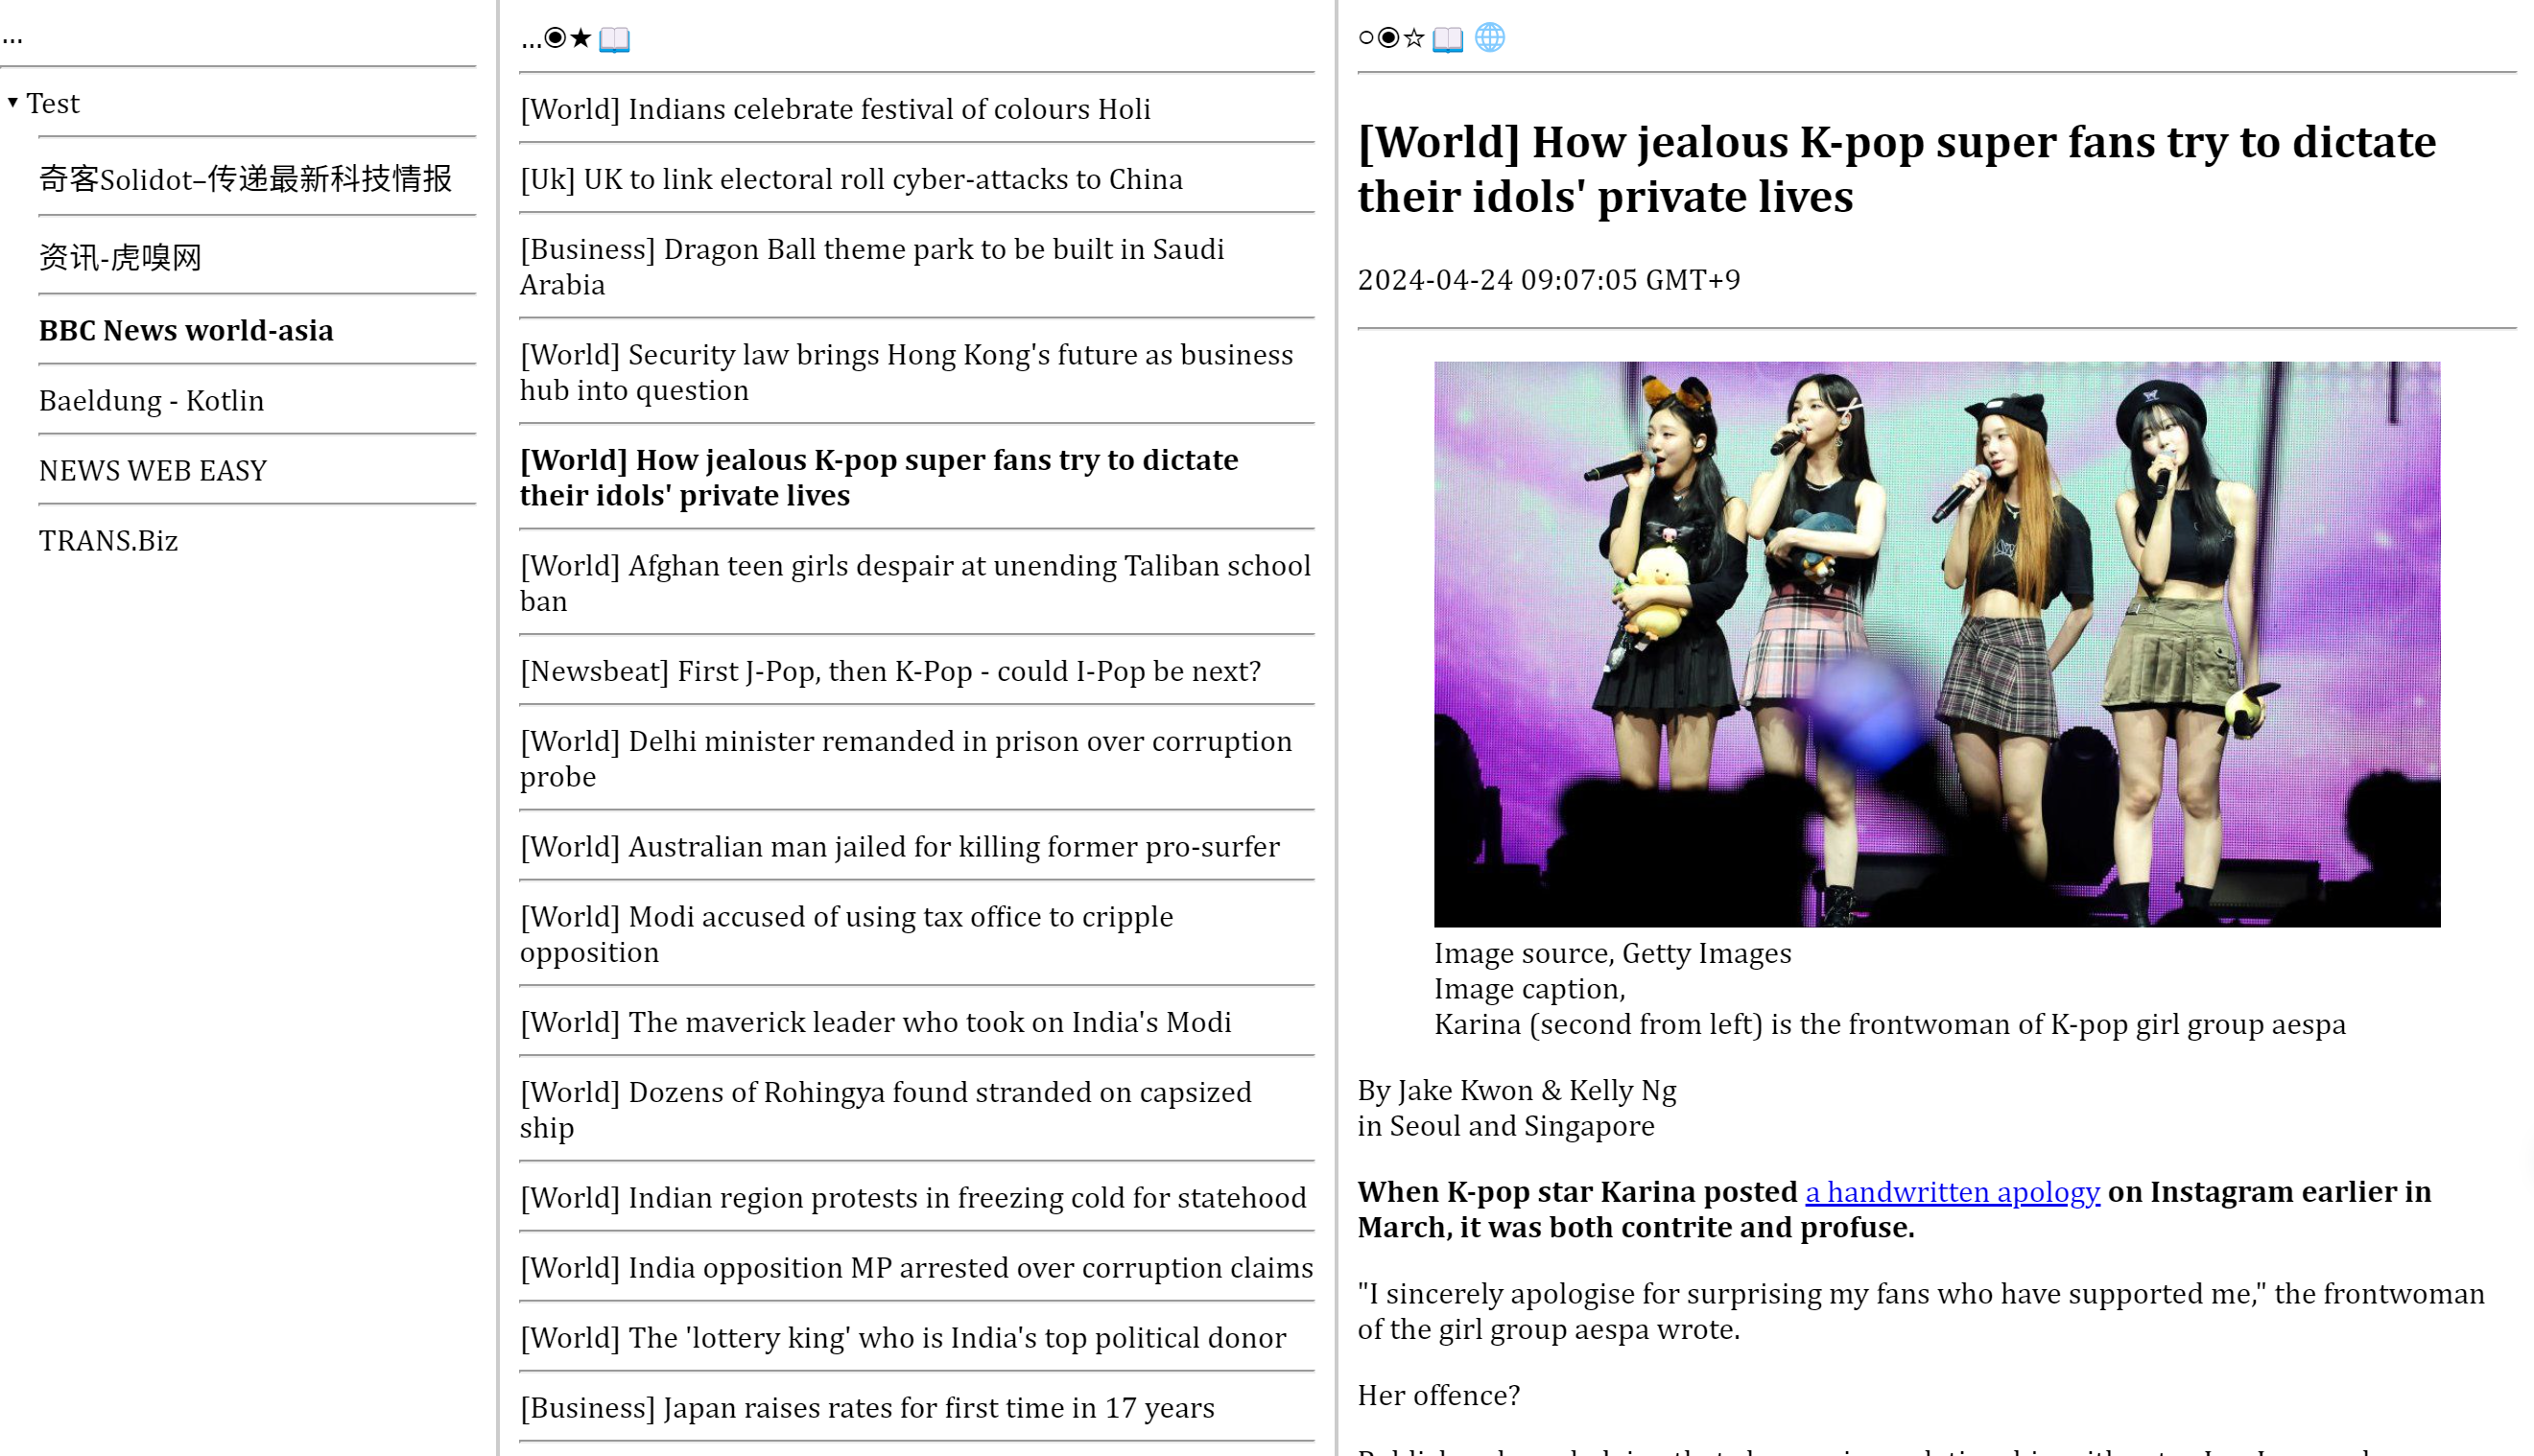 ...
▾ Test
奇客Solidot–传递最新科技情报
资讯-虎嗅网
BBC News world-asia
Baeldung - Kotlin
NEWS WEB EASY
TRANS.Biz
...◉★📖
[World] Indians celebrate festival of colours Holi
[Uk] UK to link electoral roll cyber-attacks to China
[Business] Dragon Ball theme park to be built in Saudi
Arabia
[World] Security law brings Hong Kong's future as business
hub into question
[World] How jealous K-pop super fans try to dictate
their idols' private lives
[World] Afghan teen girls despair at unending Taliban school
ban
[Newsbeat] First J-Pop, then K-Pop - could I-Pop be next?
[World] Delhi minister remanded in prison over corruption
probe
[World] Australian man jailed for killing former pro-surfer
[World] Modi accused of using tax office to cripple
opposition
[World] The maverick leader who took on India's Modi
[World] Dozens of Rohingya found stranded on capsized
ship
[World] Indian region protests in freezing cold for statehood
[World] India opposition MP arrested over corruption claims
[World] The 'lottery king' who is India's top political donor
[Business] Japan raises rates for first time in 17 years
○◉☆📖🌐
[World] How jealous K-pop super fans try to dictate
their idols' private lives
2024-04-24 09:07:05 GMT+9
Image source, Getty Images
Image caption,
Karina (second from left) is the frontwoman of K-pop girl group aespa
By Jake Kwon & Kelly Ng
in Seoul and Singapore
When K-pop star Karina posted a handwritten apology on Instagram earlier in
March, it was both contrite and profuse.
"I sincerely apologise for surprising my fans who have supported me," the frontwoman
of the girl group aespa wrote.
Her offence?